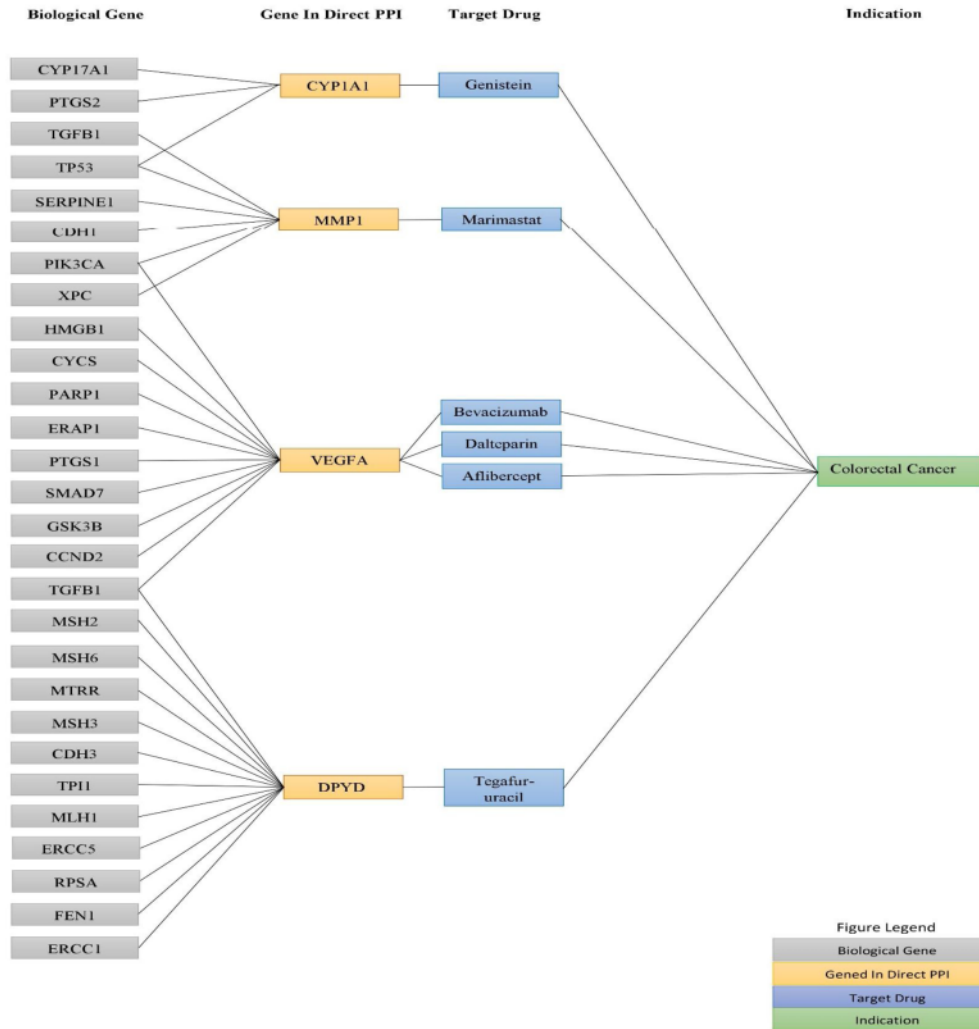 Biological Gene Gene In Direct PPI Target Drug Indication
CYP17A1
PTGS2
TGFB1
TP53
SERPINE1
CDH1
PIK3CA
XPC
HMGB1
CYCS
PARP1
ERAP1
PTGS1
SMAD7
GSK3B
CCND2
TGFB1
MSH2
MSH6
MTRR
MSH3
CDH3
TPI1
MLH1
ERCC5
RPSA
FEN1
ERCC1
CYP1A1
MMP1
VEGFA
DPYD
Genistein
Marimastat
Bevacizumab
Dalteparin
Aflibercept
Tegafur-
uracil
Colorectal Cancer
Figure Legend
Biological Gene
Gened In Direct PPI
Target Drug
Indication